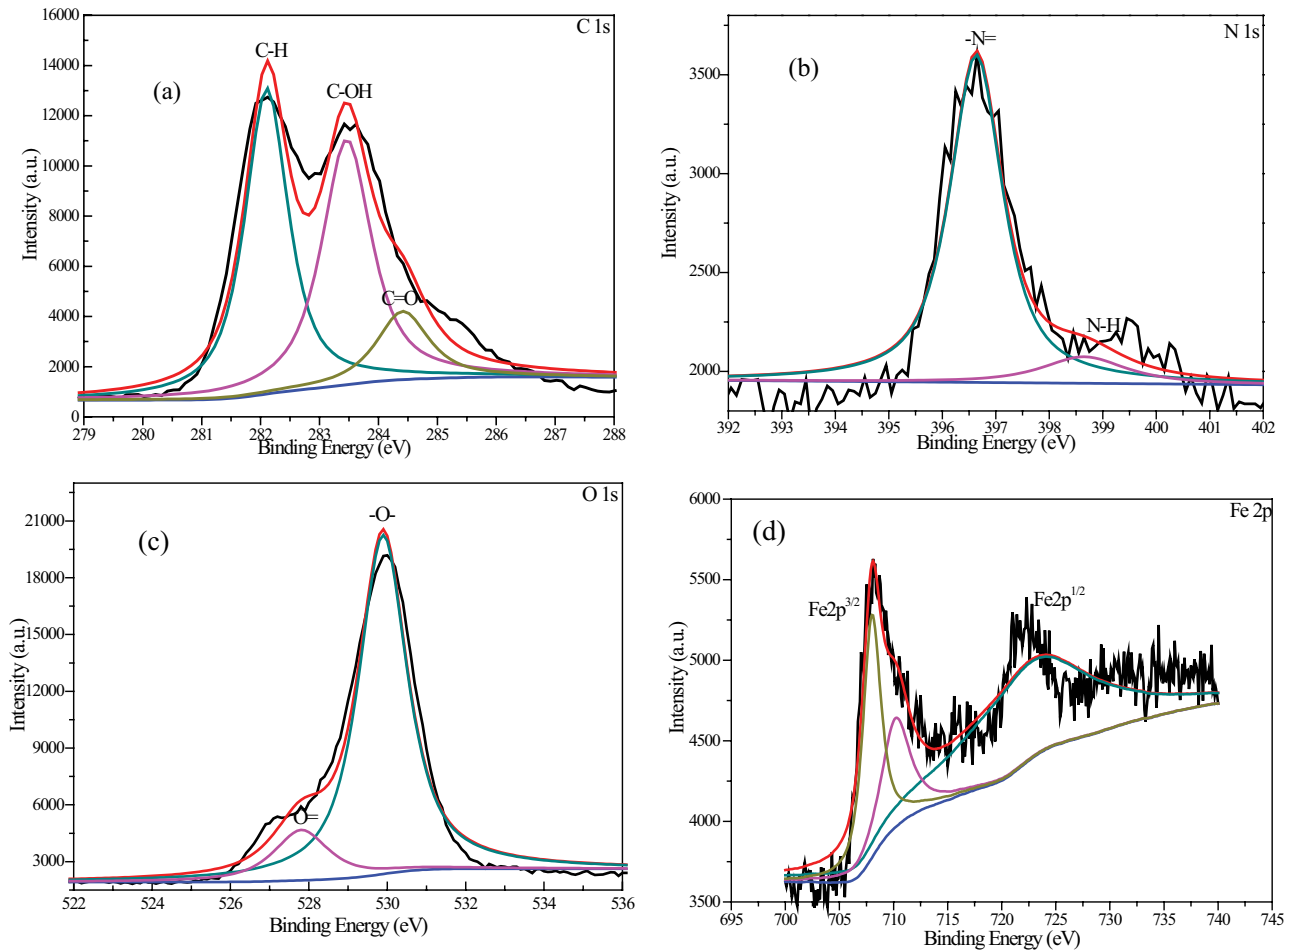 C 1s
(a)
C-H
C-OH
C=O
Intensity (a.u.)
16000
14000
12000
10000
8000
6000
4000
2000
0
279 280 281 282 283 284 285 286 287 288
Binding Energy (eV)
N 1s
(b)
-N=
N-H
Intensity (a.u.)
3500
3000
2500
2000
392 393 394 395 396 397 398 399 400 401 402
Binding Energy (eV)
O 1s
(c)
-O-
O=
Intensity (a.u.)
21000
18000
15000
12000
9000
6000
3000
522 524 526 528 530 532 534 536
Binding Energy (eV)
Fe 2p
(d)
Fe2p3/2
Fe2p1/2
Intensity (a.u.)
6000
5500
5000
4500
4000
3500
695 700 705 710 715 720 725 730 735 740 745
Binding Energy (eV)